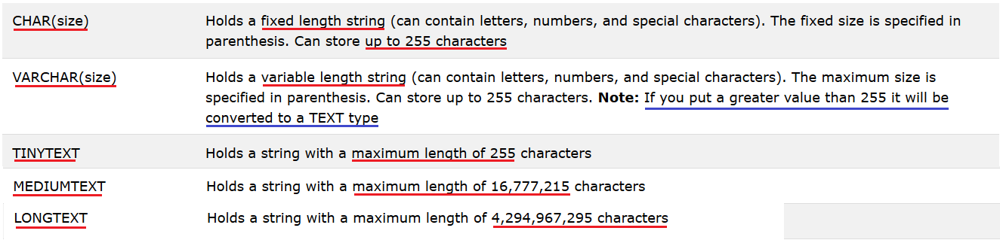 CHAR(size) Holds a fixed length string (can contain letters, numbers, and special characters). The fixed size is specified in
parenthesis. Can store up to 255 characters
VARCHAR(size) Holds a variable length string (can contain letters, numbers, and special characters). The maximum size is
specified in parenthesis. Can store up to 255 characters. Note: If you put a greater value than 255 it will be
converted to a TEXT type
TINYTEXT Holds a string with a maximum length of 255 characters
MEDIUMTEXT Holds a string with a maximum length of 16,777,215 characters
LONGTEXT Holds a string with a maximum length of 4,294,967,295 characters